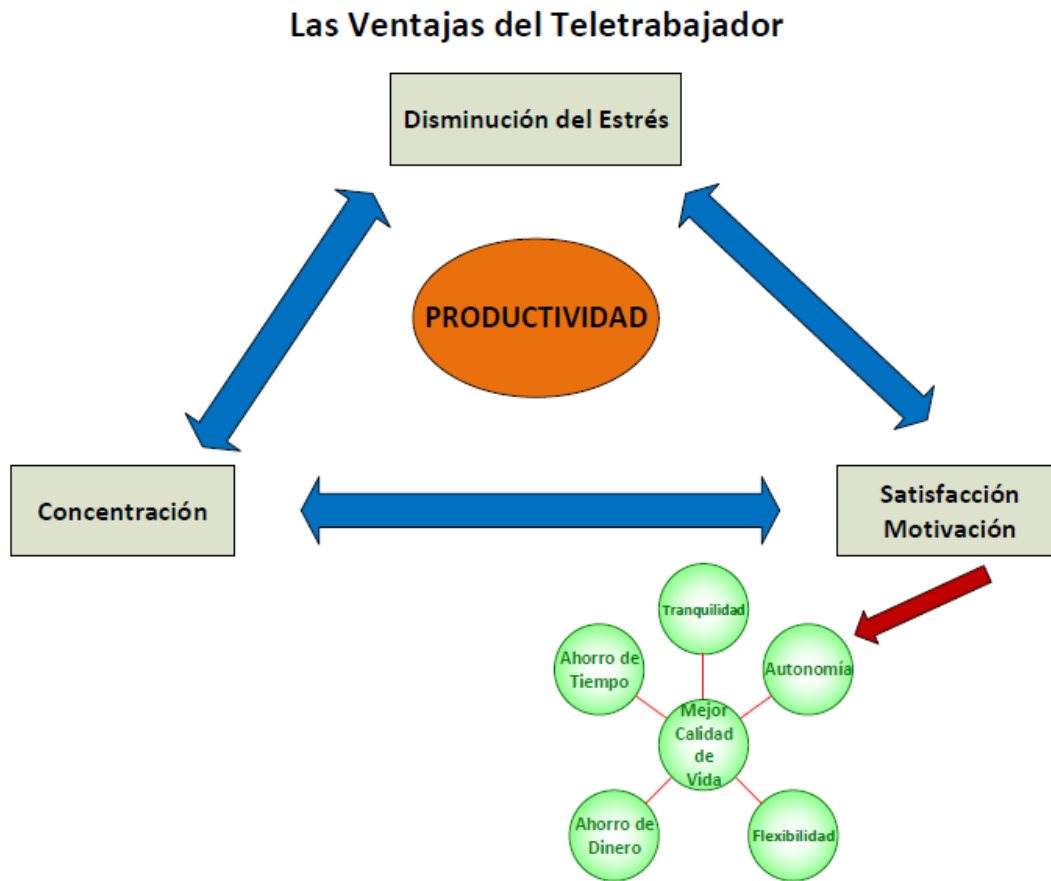 Las Ventajas del Teletrabajador
Disminución del Estrés
PRODUCTIVIDAD
Concentración
Satisfacción
Motivación
Tranquilidad
Ahorro de
Tiempo
Autonomía
Mejor
Calidad
de
Vida
Ahorro de
Dinero
Flexibilidad